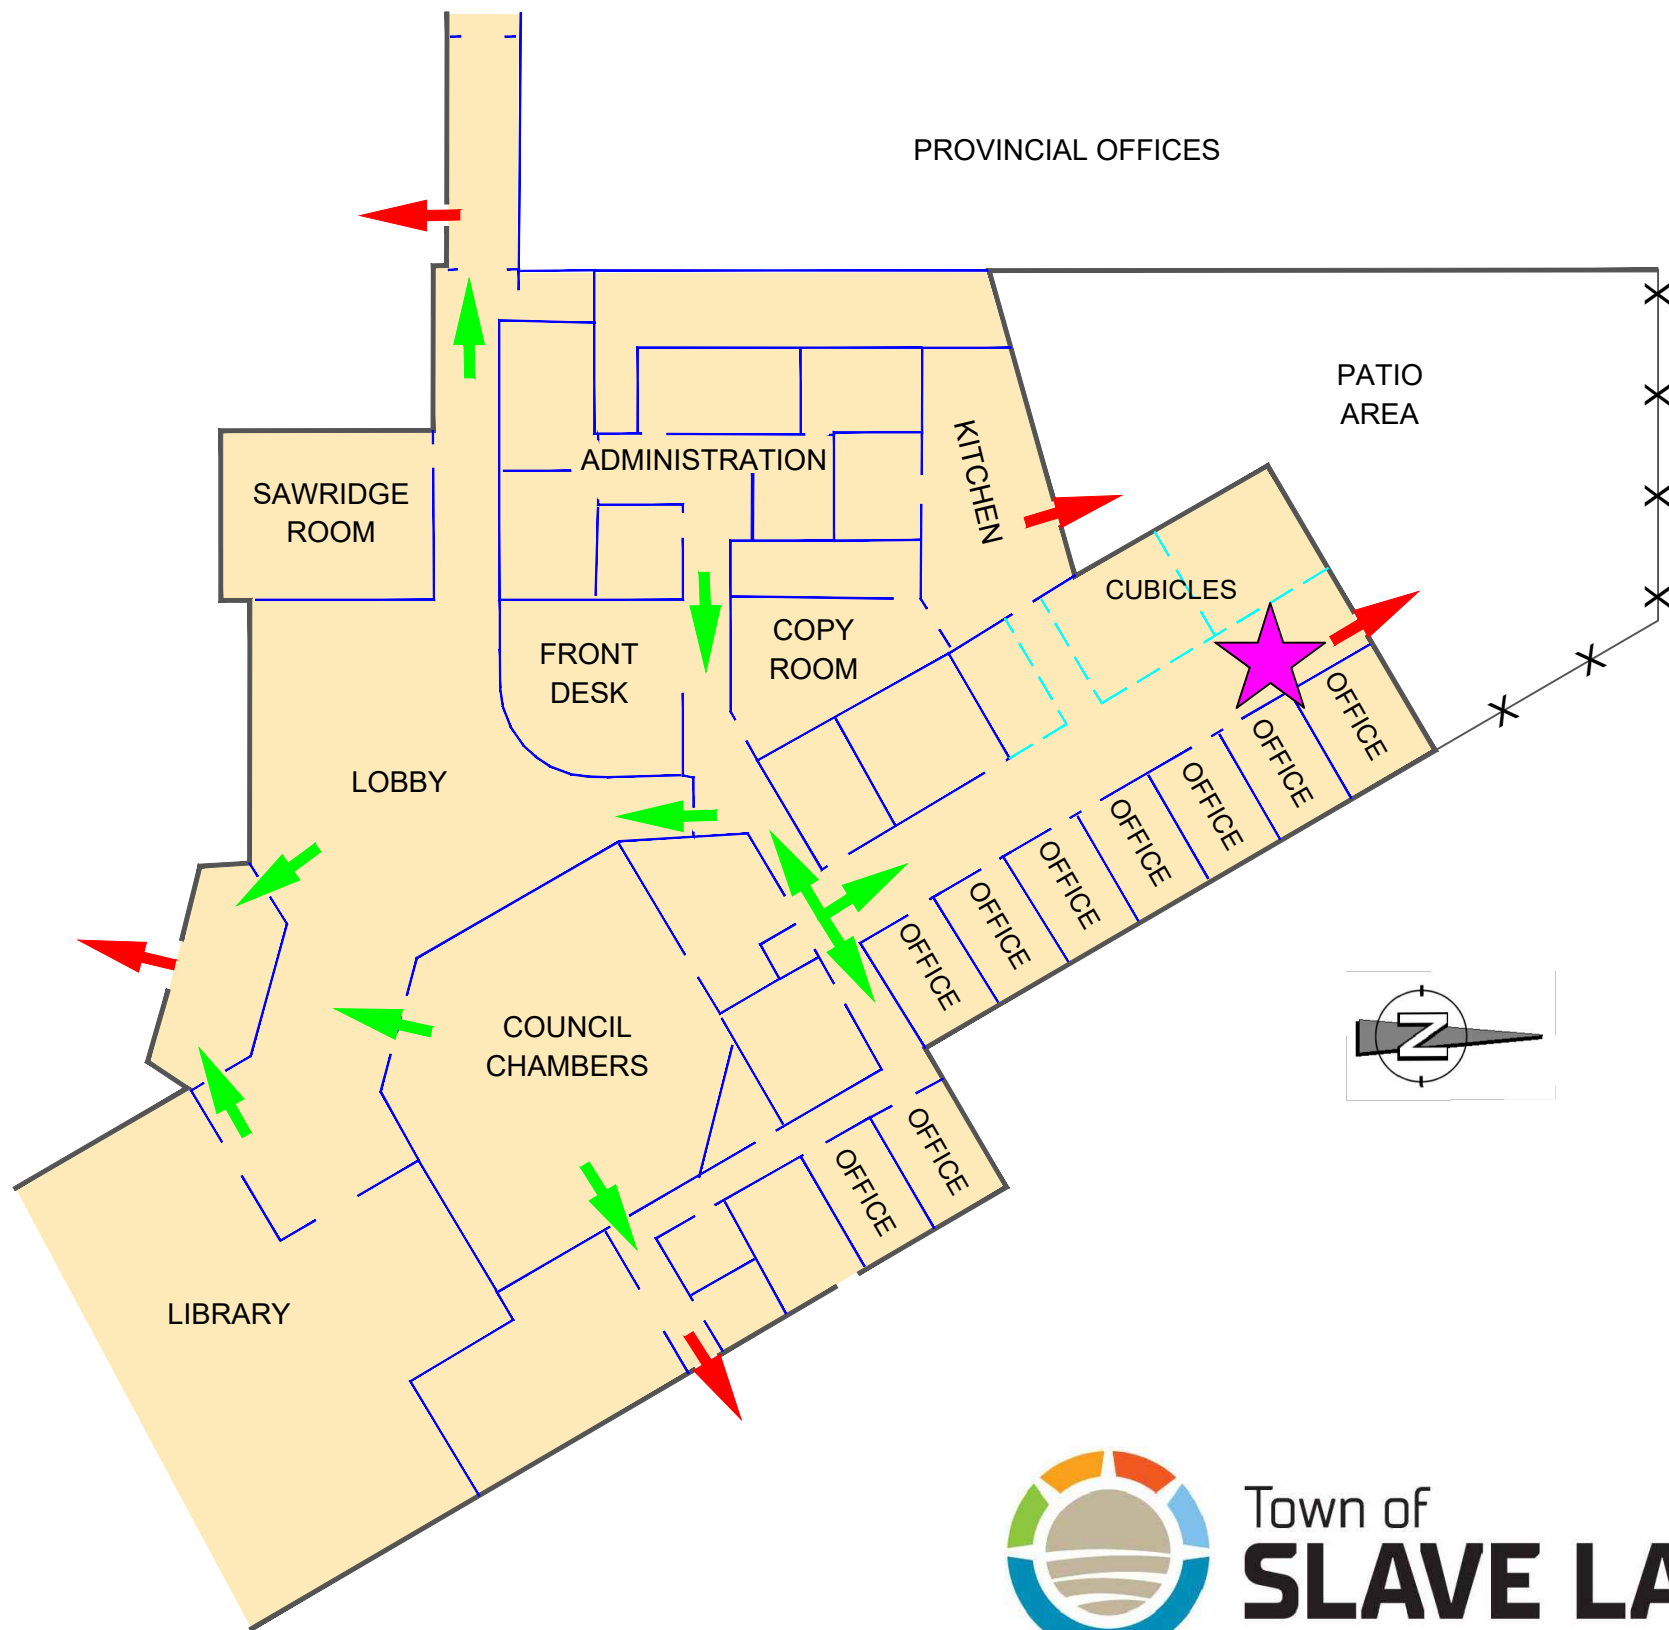 PROVINCIAL OFFICES
PATIO
AREA
KITCHEN
ADMINISTRATION
SAWRIDGE
ROOM
CUBICLES
COPY
ROOM
FRONT
DESK
LOBBY
OFFICE
OFFICE
OFFICE
OFFICE
OFFICE
OFFICE
OFFICE
COUNCIL
CHAMBERS
N
OFFICE
OFFICE
LIBRARY
Town of
SLAVE LA